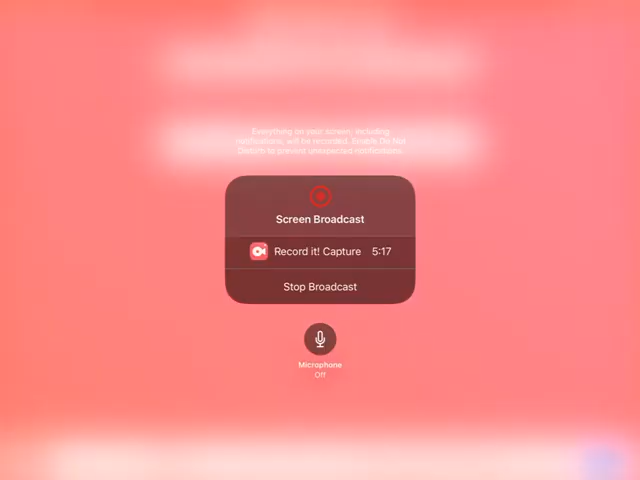 Everything on your screen, including
notifications, will be recorded. Enable Do Not
Disturb to prevent unexpected notifications.
Screen Broadcast
Record it! Capture 5:17
Stop Broadcast
Microphone
Off